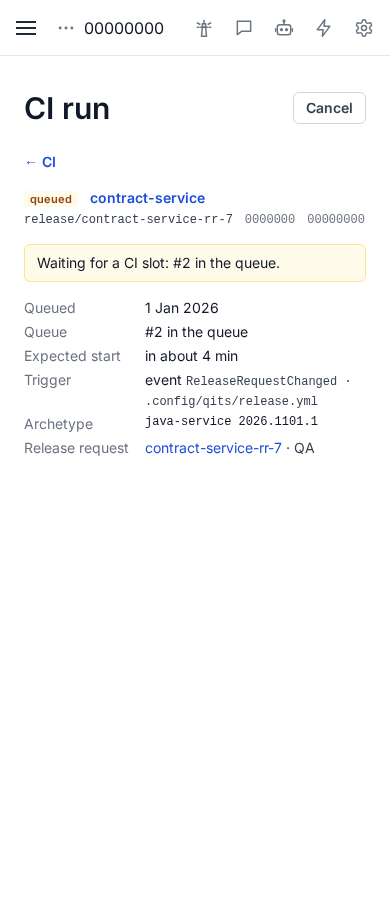 ··· 00000000
CI run
Cancel
← CI
queued contract-service
release/contract-service-rr-7 0000000 00000000
Waiting for a CI slot: #2 in the queue.
Queued 1 Jan 2026
Queue #2 in the queue
Expected start in about 4 min
Trigger event ReleaseRequestChanged ·
.config/qits/release.yml
Archetype java-service 2026.1101.1
Release request contract-service-rr-7 · QA